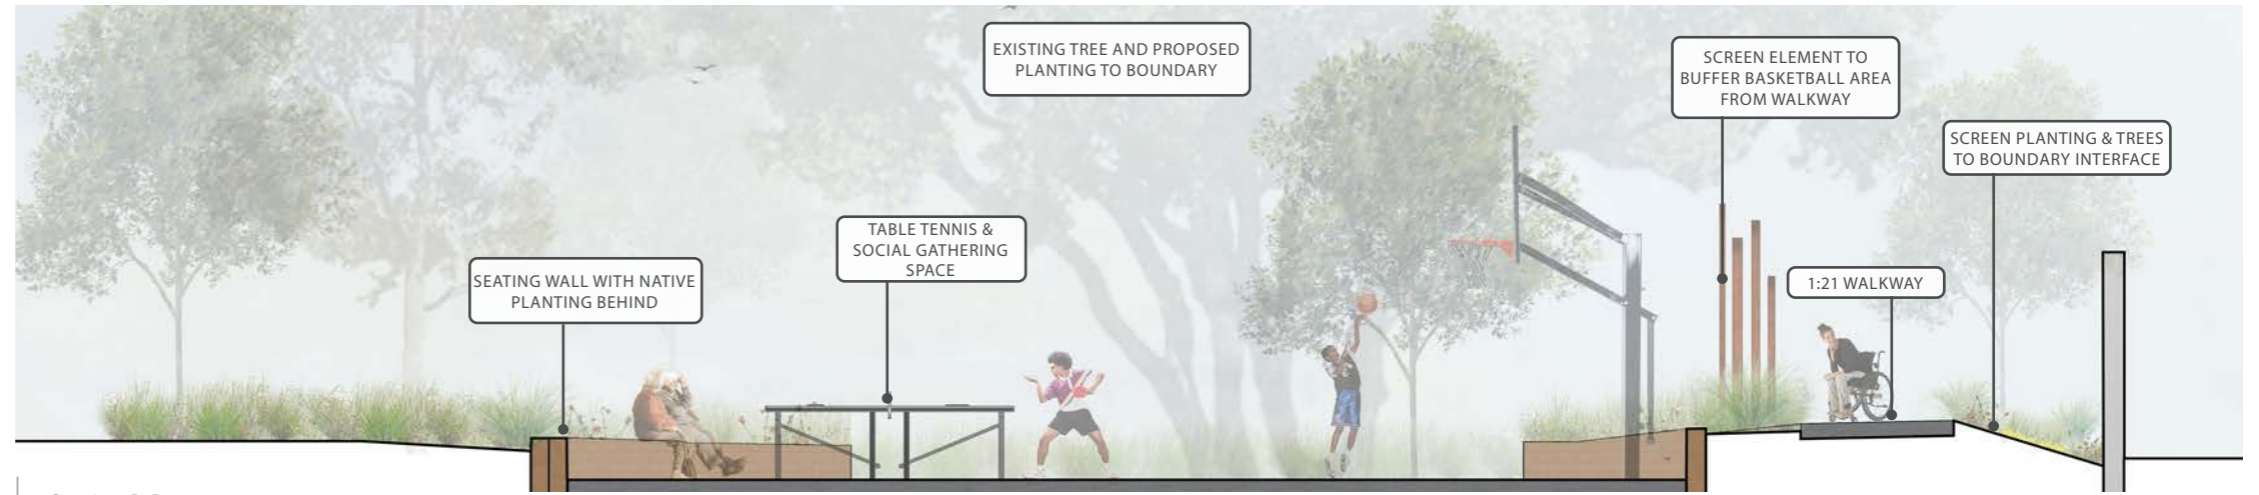 EXISTING TREE AND PROPOSED
PLANTING TO BOUNDARY
SCREEN ELEMENT TO
BUFFER BASKETBALL AREA
FROM WALKWAY
SCREEN PLANTING & TREES
TO BOUNDARY INTERFACE
TABLE TENNIS &
SOCIAL GATHERING
SPACE
SEATING WALL WITH NATIVE
PLANTING BEHIND
1:21 WALKWAY